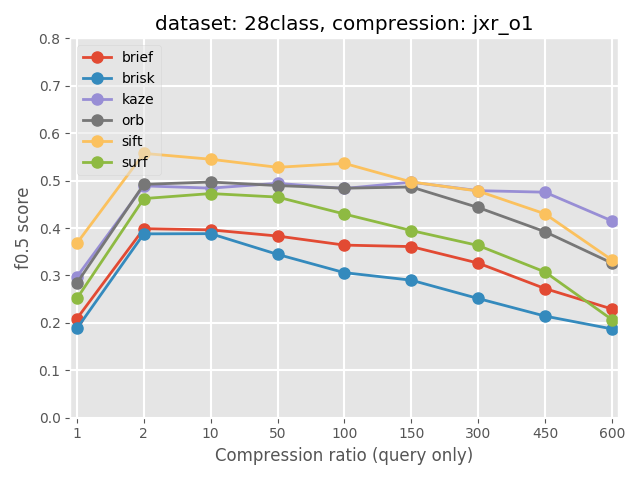 dataset: 28class, compression: jxr_o1
0.8
0.7
0.6
0.5
0.4
0.3
0.2
0.1
0.0
f0.5 score
brief
brisk
kaze
orb
sift
surf
1 2 10 50 100 150 300 450 600
Compression ratio (query only)